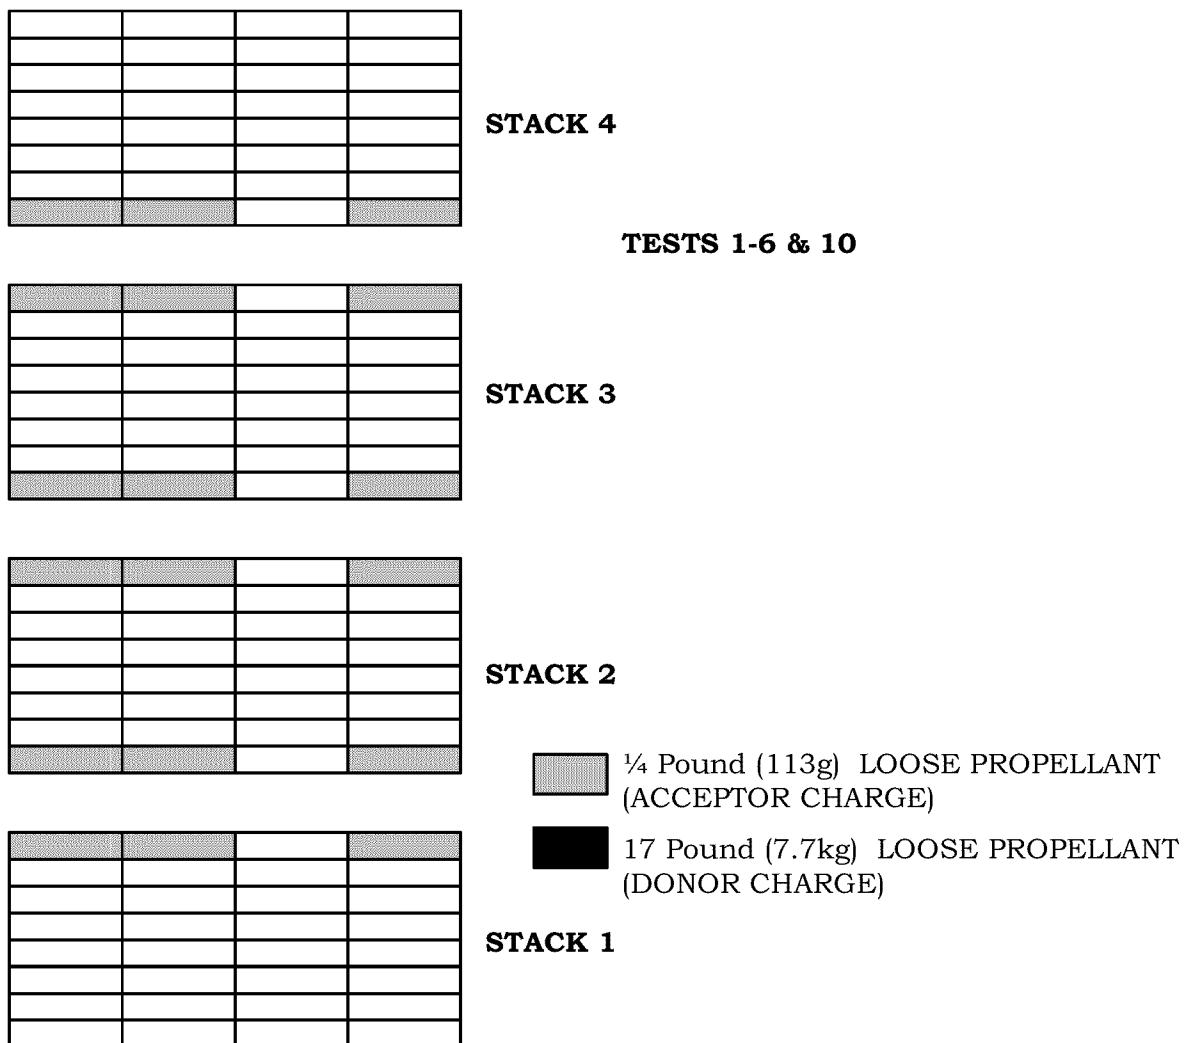 STACK 4
TESTS 1-6 & 10
STACK 3
STACK 2
¼ Pound (113g) LOOSE PROPELLANT
(ACCEPTOR CHARGE)
17 Pound (7.7kg) LOOSE PROPELLANT
(DONOR CHARGE)
STACK 1